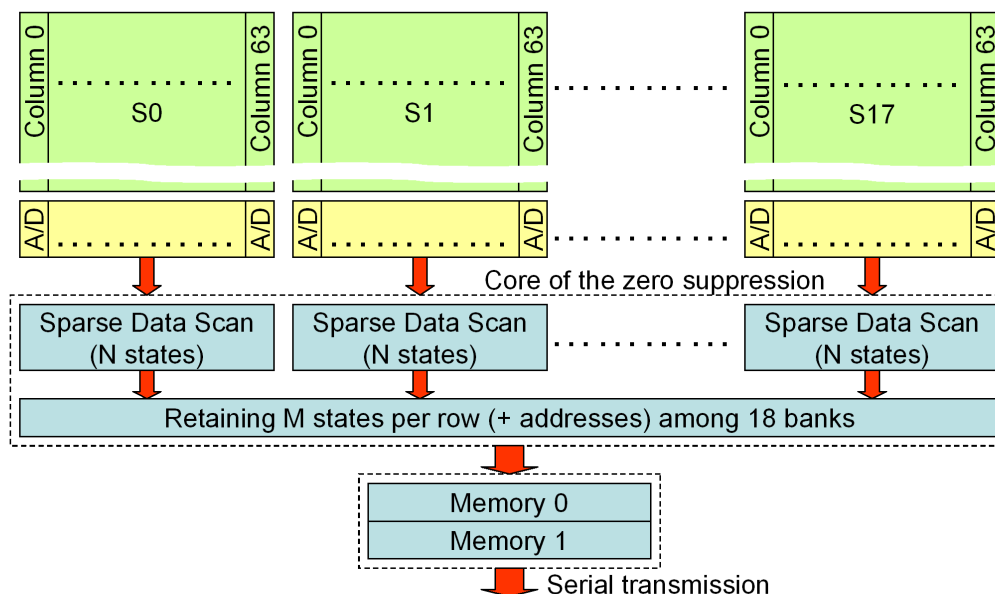 Column 0
S0
Column 63
Column 0
S1
Column 63
Column 0
S17
Column 63
A/D
A/D
A/D
A/D
A/D
A/D
Core of the zero suppression
Sparse Data Scan
(N states)
Sparse Data Scan
(N states)
Sparse Data Scan
(N states)
Retaining M states per row (+ addresses) among 18 banks
Memory 0
Memory 1
Serial transmission